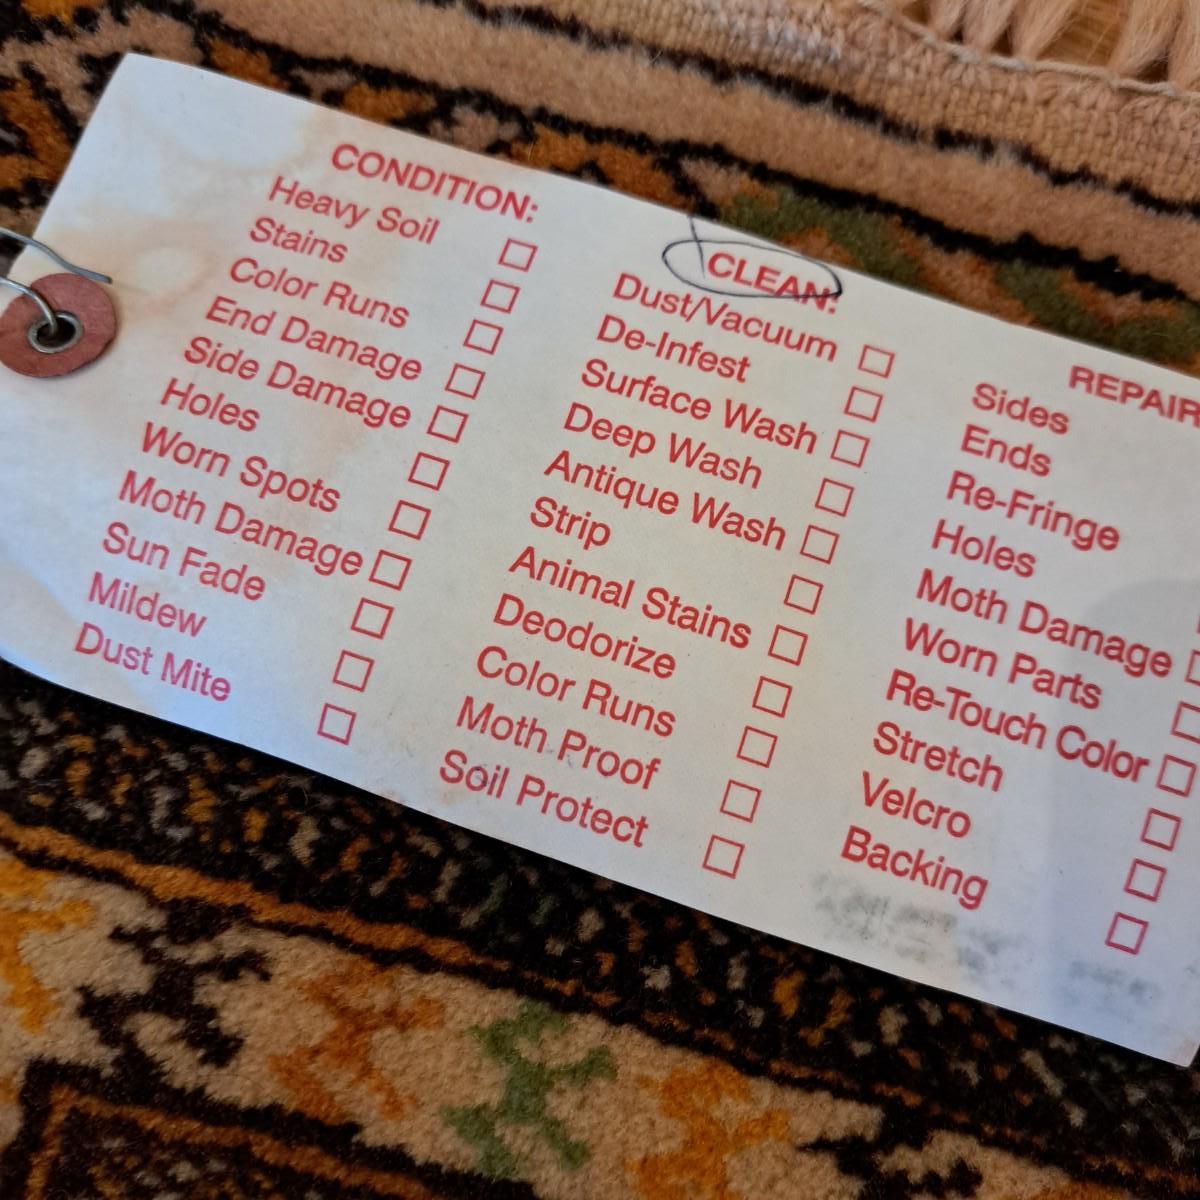 CONDITION:
Heavy Soil
Stains
Color Runs
End Damage
Side Damage
Holes
Worn Spots
Moth Damage
Sun Fade
Mildew
Dust Mite
CLEAN:
Dust/Vacuum
De-Infest
Surface Wash
Deep Wash
Antique Wash
Strip
Animal Stains
Deodorize
Color Runs
Moth Proof
Soil Protect
REPAIR
Sides
Ends
Re-Fringe
Holes
Moth Damage
Worn Parts
Re-Touch Color
Stretch
Velcro
Backing